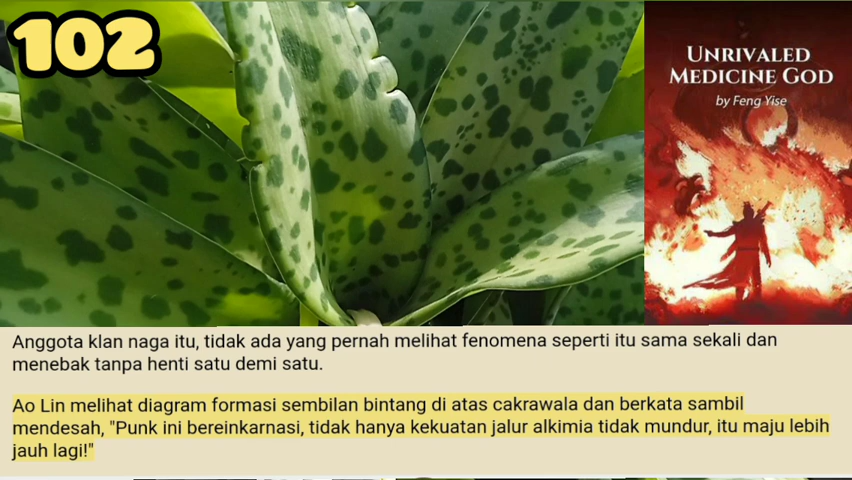 102
UNRIVALED
MEDICINE GOD
by Feng Yise
Anggota klan naga itu, tidak ada yang pernah melihat fenomena seperti itu sama sekali dan
menebak tanpa henti satu demi satu.
Ao Lin melihat diagram formasi sembilan bintang di atas cakrawala dan berkata sambil
mendesah, "Punk ini bereinkarnasi, tidak hanya kekuatan jalur alkimia tidak mundur, itu maju lebih
jauh lagi!"